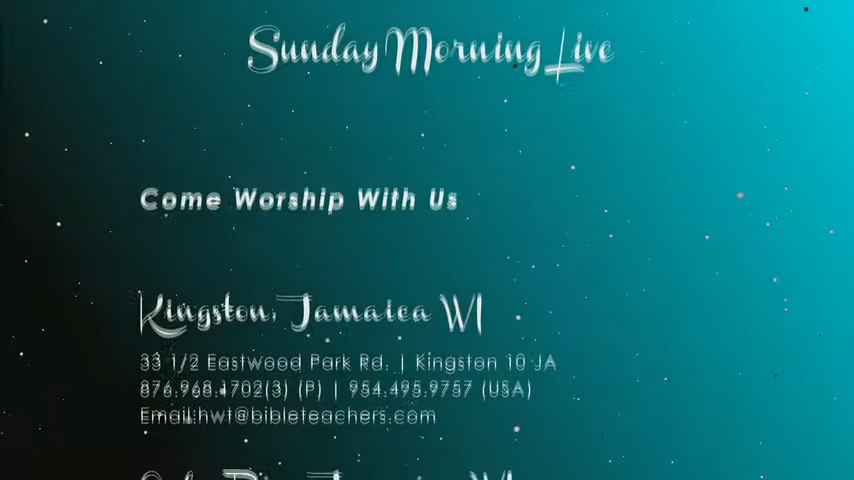 Sunday Morning Live
Come Worship With Us
Kingston, Jamaica WI
33 1/2 Eastwood Park Rd. | Kingston 10 JA
876.968.1702(3) (P) | 954.495.9757 (USA)
Email:hwt@bibleteachers.com